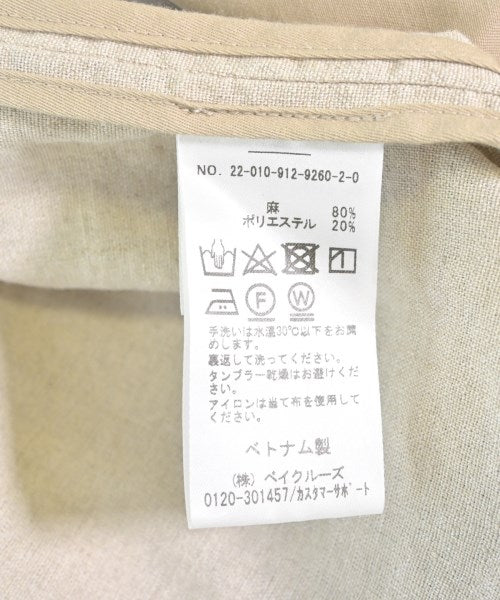 NO. 22-010-912-9260-2-0
麻 80%
ポリエステル 20%
F
W
手洗いは水温30℃以下をお薦
めします。
裏返して洗ってください。
タンブラー乾燥はお避けくだ
さい。
アイロンは当て布を使用して
ください。
ベトナム製
(株) ベイクルーズ
0120-301457/カスタマーサポート